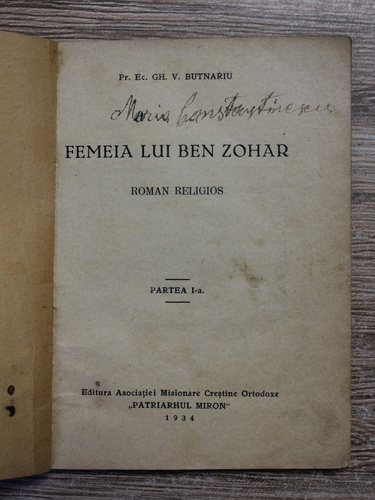 Pr. Ec. GH. V. BUTNARIU
Maria Constantinescu
FEMEIA LUI BEN ZOHAR
ROMAN RELIGIOS
PARTEA I-a.
Editura Asociației Misionare Creștine Ortodoxe
„PATRIARHUL MIRON"
1934